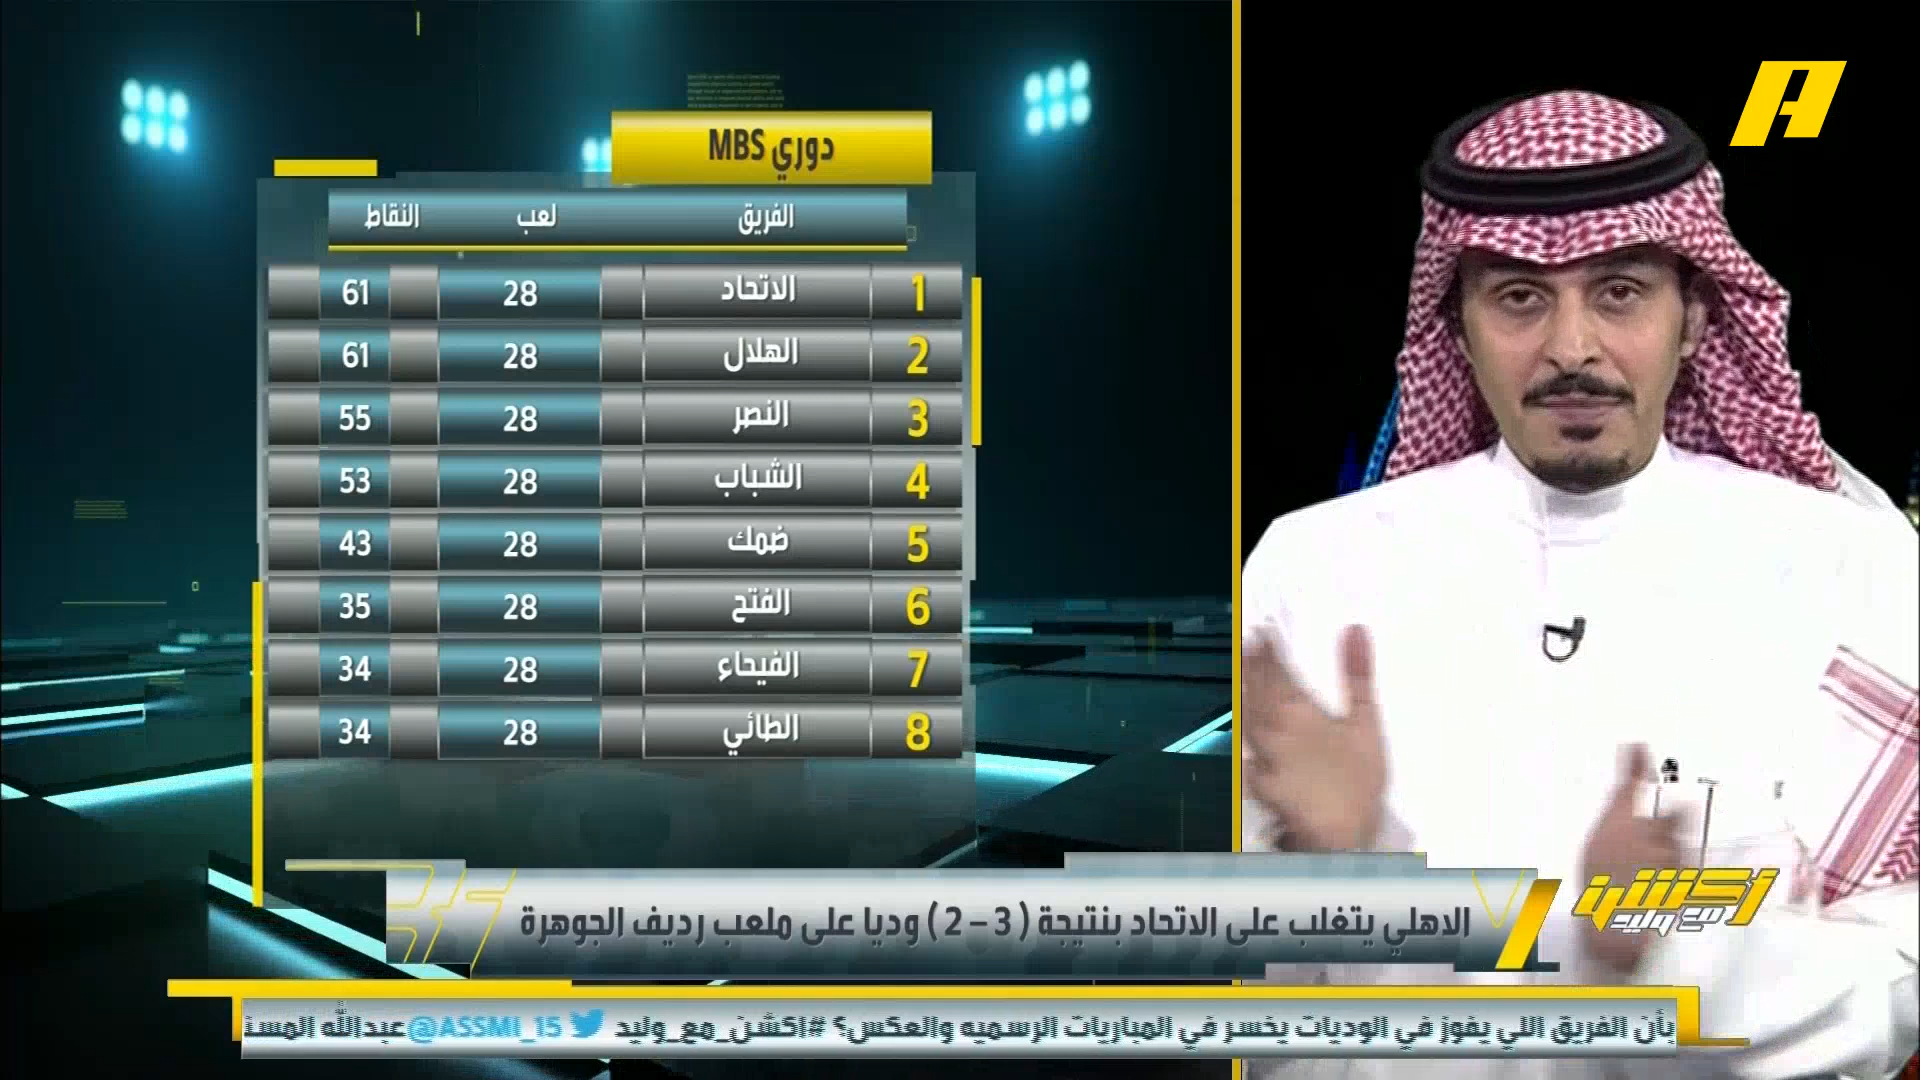 دوري MBS
الفريق لعب النقاط
1 الاتحاد 28 61
2 الهلال 28 61
3 النصر 28 55
4 الشباب 28 53
5 ضمك 28 43
6 الفتح 28 35
7 الفيحاء 28 34
8 الطائي 28 34
الاهلي يتغلب على الاتحاد بنتيجة ( 3 – 2 ) وديا على ملعب رديف الجوهرة
أكشن مع وليد
بأن الفريق اللي يفوز في الوديات يخسر في المباريات الرسميه والعكس؟ #اكشن_مع_وليد @ASSMI_15 عبدالله